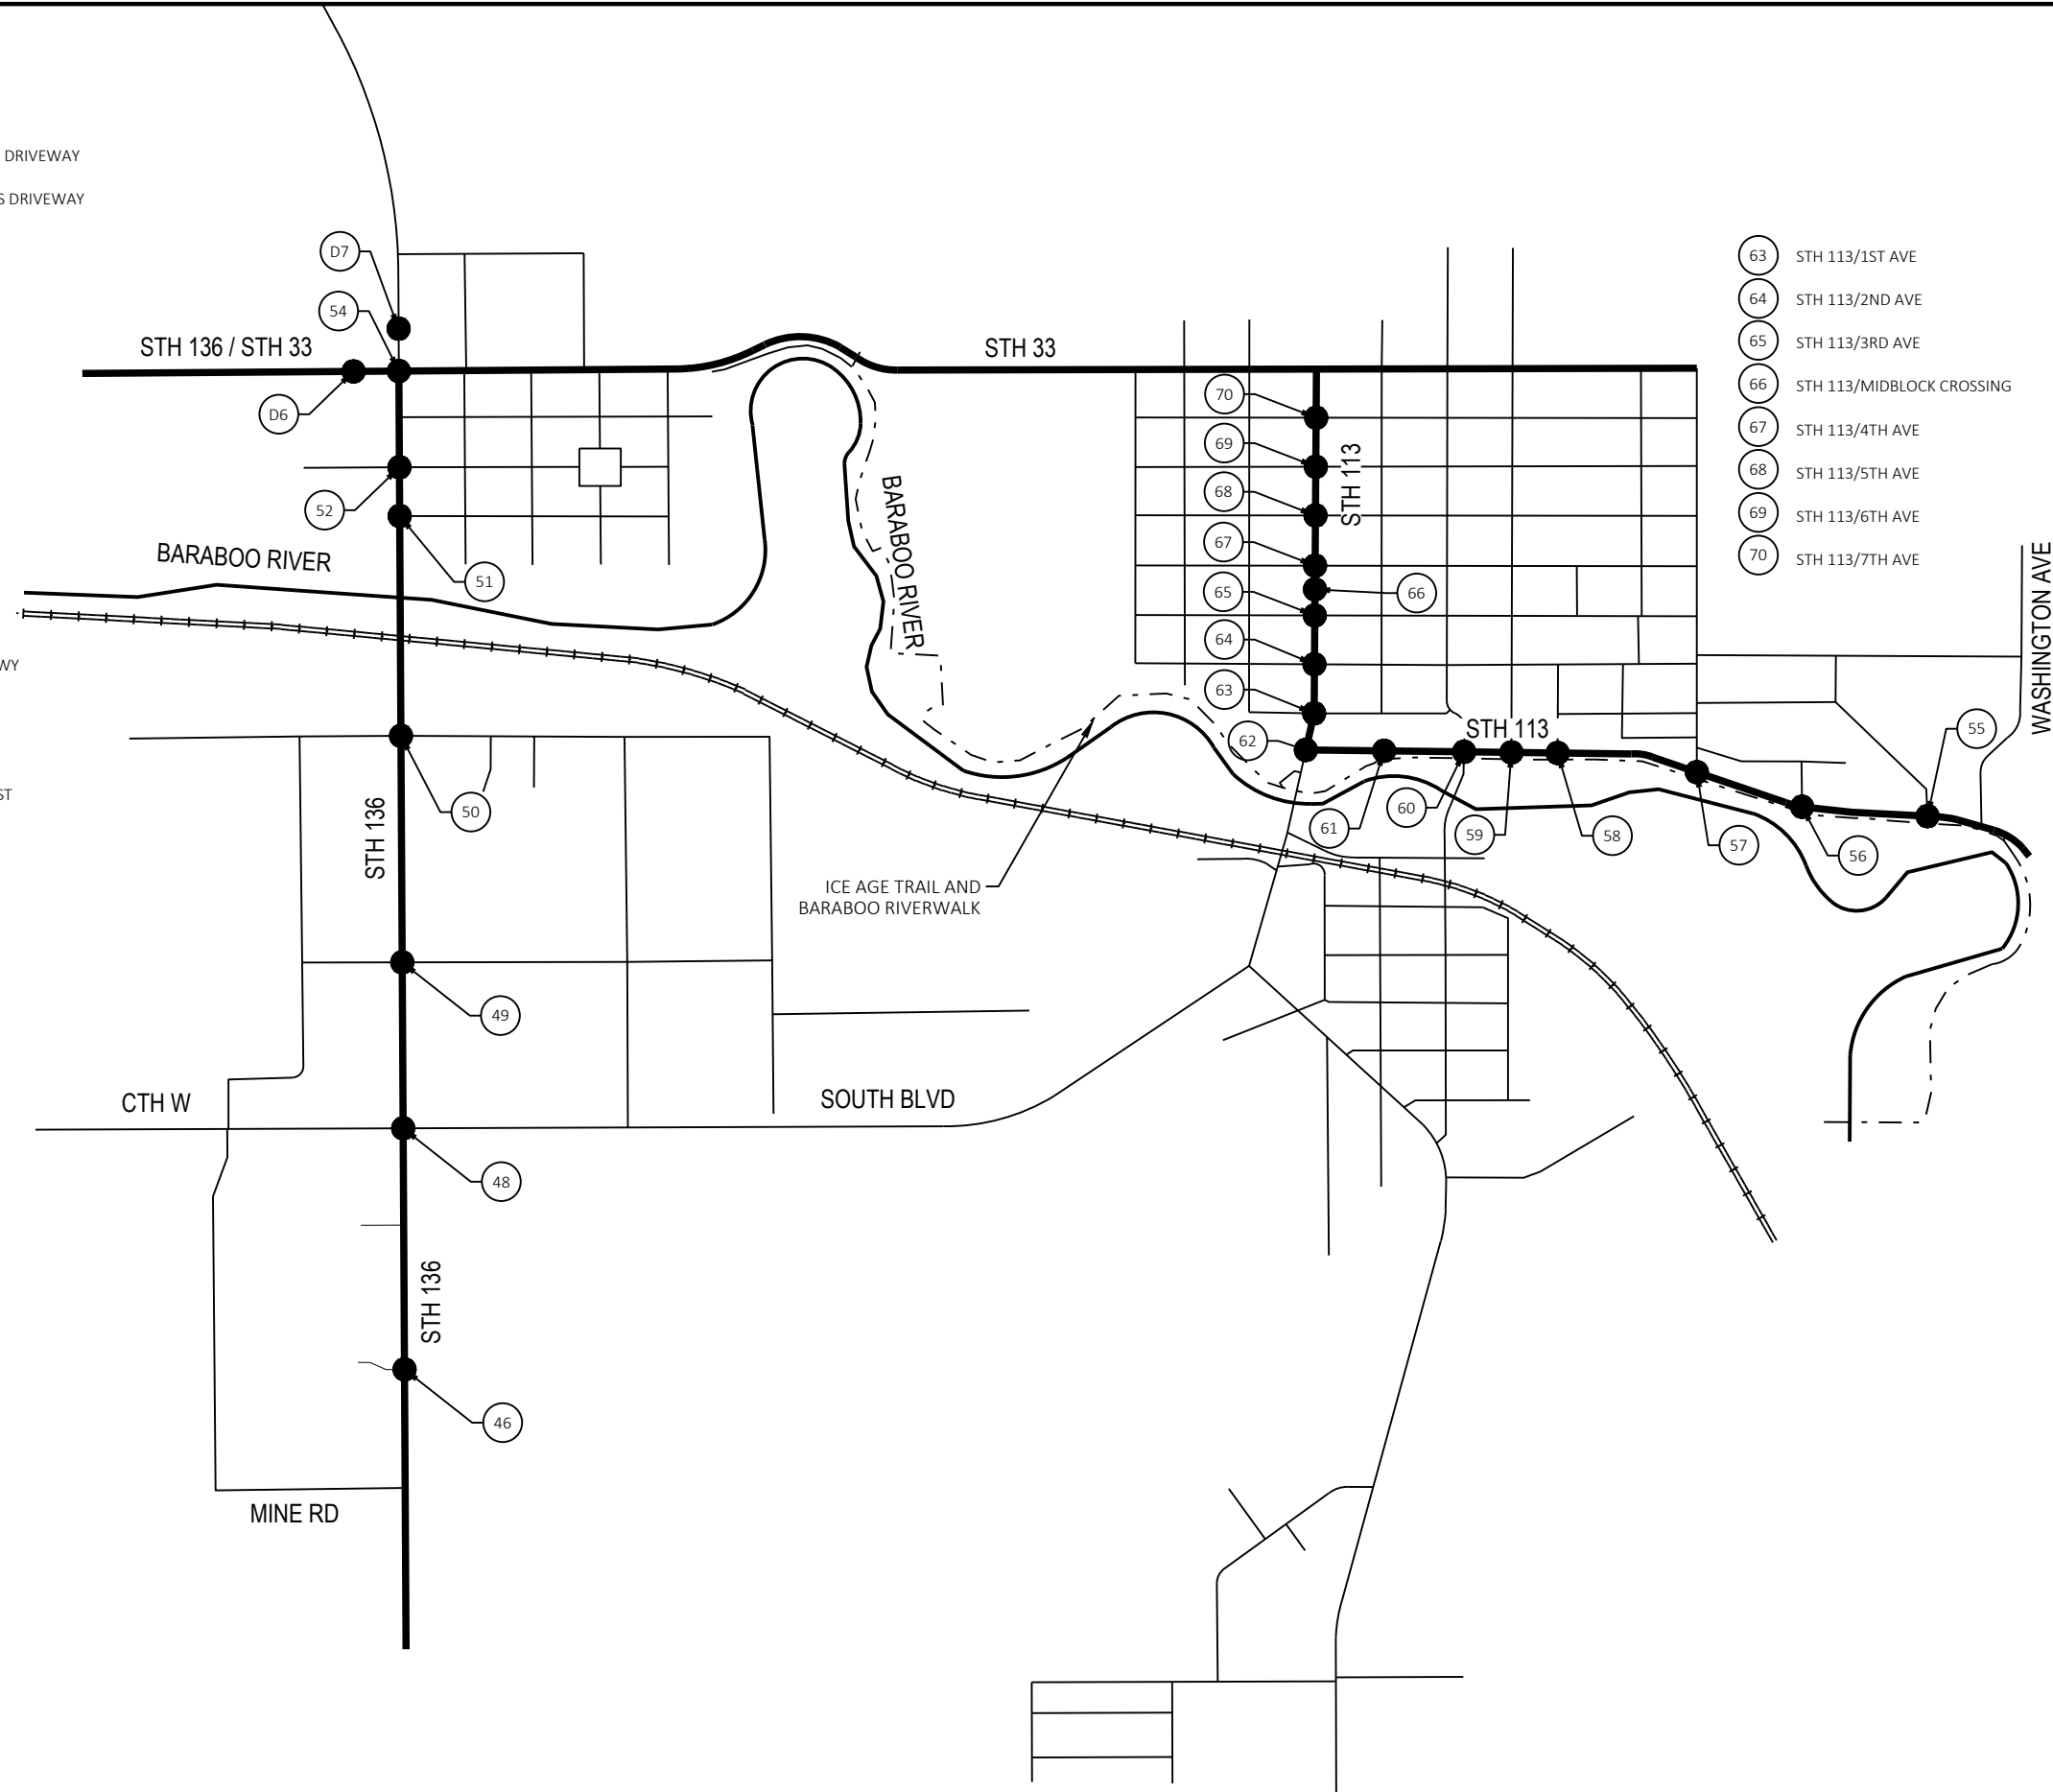 DRIVEWAY
S DRIVEWAY
D7
54
STH 136 / STH 33
D6
52
51
BARABOO RIVER
WY
50
ST
STH 136
49
CTH W
48
STH 136
46
MINE RD
STH 33
BARABOO RIVER
ICE AGE TRAIL AND
BARABOO RIVERWALK
SOUTH BLVD
70
69
68
67
65
64
63
62
66
STH 113
STH 113
61
60
59
58
57
56
55
WASHINGTON AVE
63 STH 113/1ST AVE
64 STH 113/2ND AVE
65 STH 113/3RD AVE
66 STH 113/MIDBLOCK CROSSING
67 STH 113/4TH AVE
68 STH 113/5TH AVE
69 STH 113/6TH AVE
70 STH 113/7TH AVE